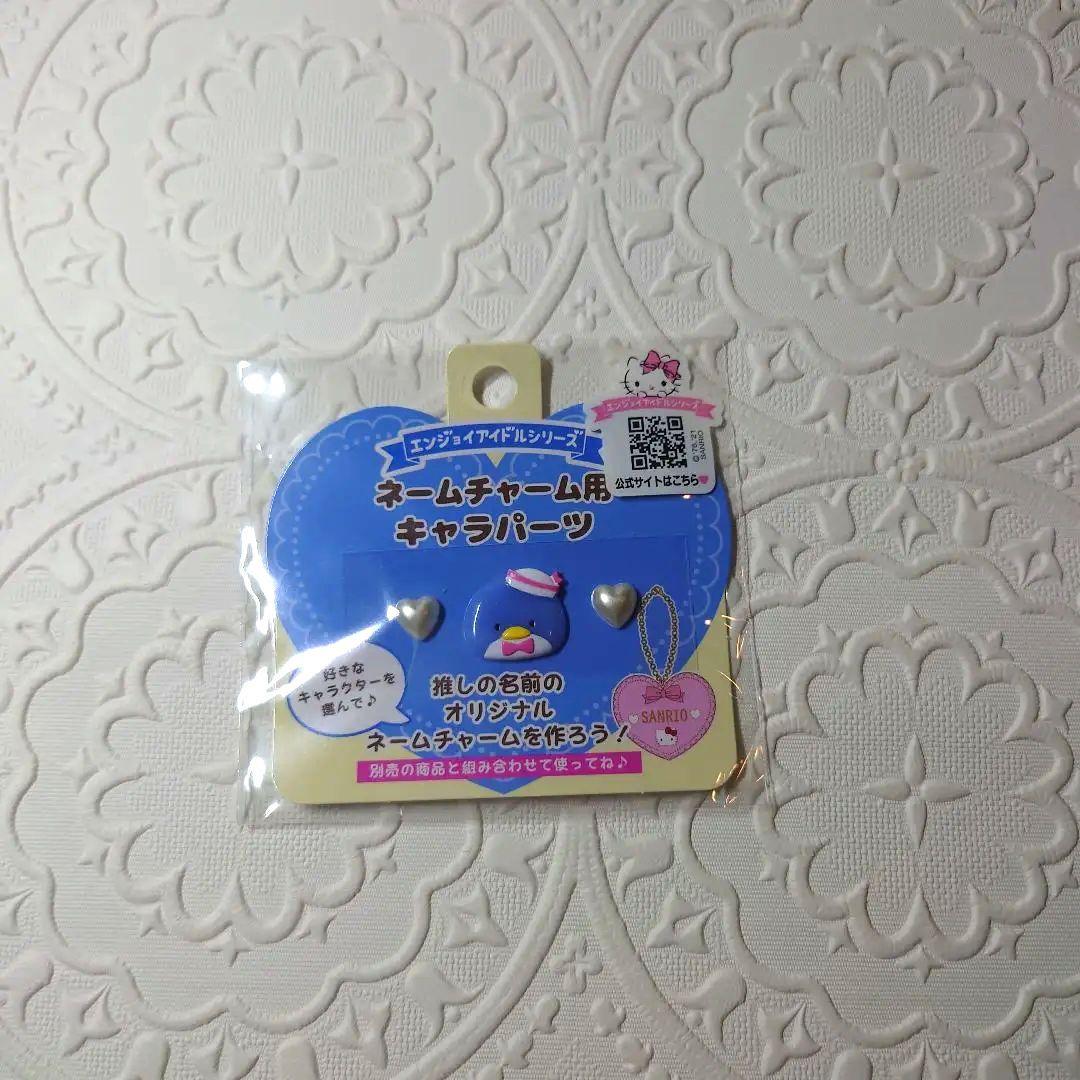 エンジョイアイドルシリーズ
エンジョイアイドルシリーズ
©'76,'21
SANRIO
公式サイトはこちら♥
ネームチャーム用
キャラパーツ
好きな
キャラクターを
選んで♪
推しの名前の
オリジナル
ネームチャームを作ろう！
SANRIO
別売の商品と組み合わせて使ってね♪